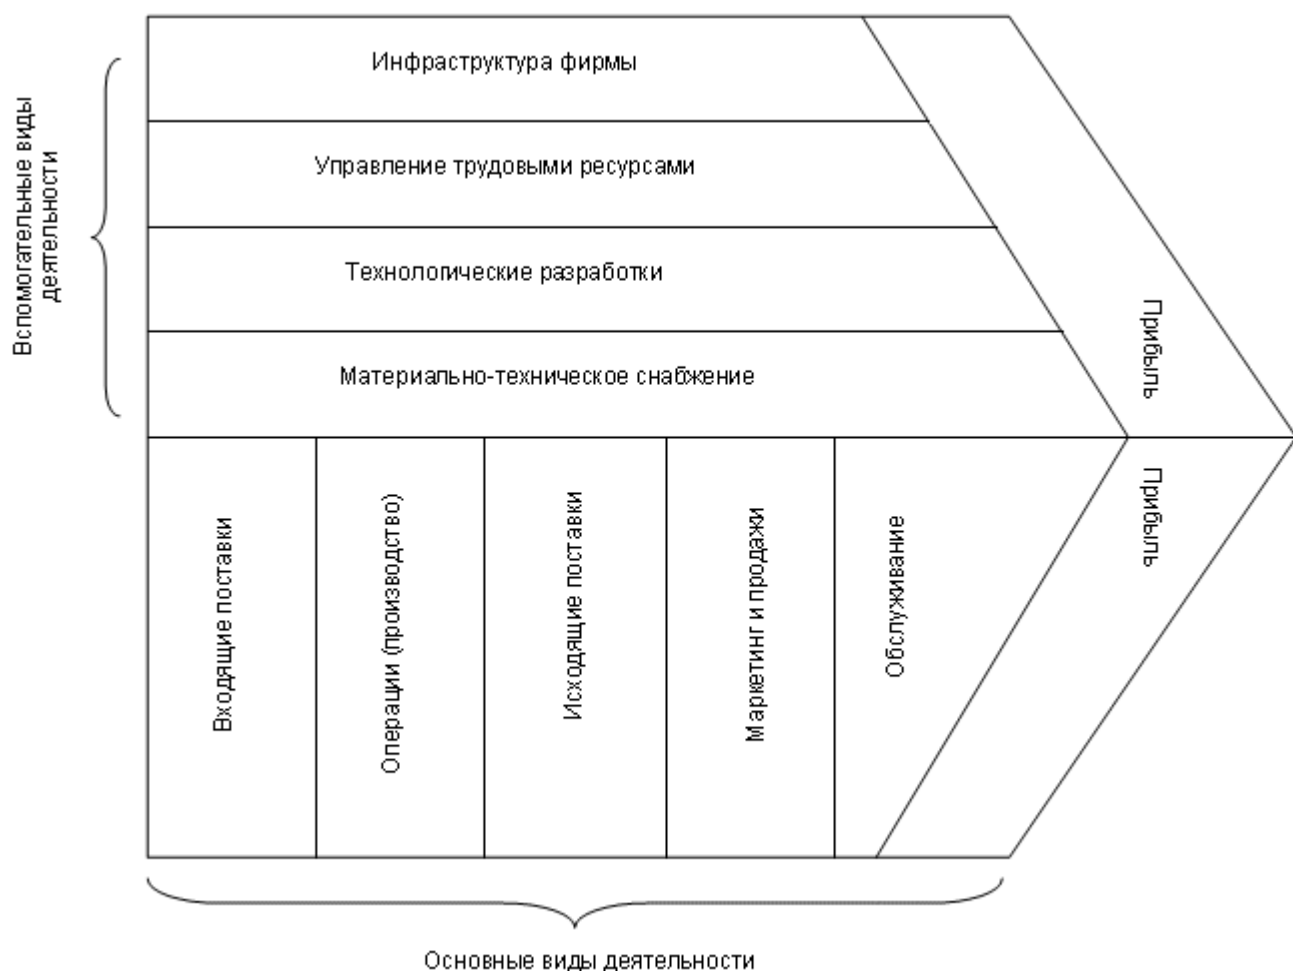 Инфраструктура фирмы
Управление трудовыми ресурсами
Технологические разработки
Материально-техническое снабжение
Вспомогательные виды
деятельности
Прибыль
Прибыль
Входящие поставки
Операции (производство)
Исходящие поставки
Маркетинг и продажи
Обслуживание
Основные виды деятельности